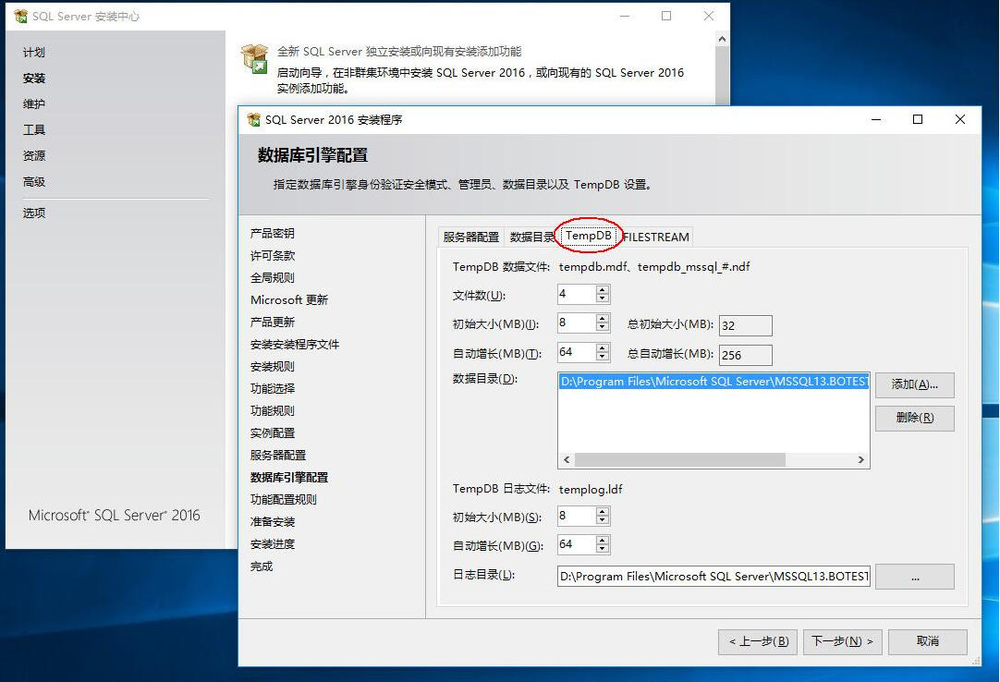 SQL Server 安装中心
计划
安装
维护
工具
资源
高级
选项
Microsoft® SQL Server® 2016
全新 SQL Server 独立安装或向现有安装添加功能
启动向导，在非群集环境中安装 SQL Server 2016，或向现有的 SQL Server 2016
实例添加功能。
SQL Server 2016 安装程序
数据库引擎配置
指定数据库引擎身份验证安全模式、管理员、数据目录以及 TempDB 设置。
产品密钥
许可条款
全局规则
Microsoft 更新
产品更新
安装安装程序文件
安装规则
功能选择
功能规则
实例配置
服务器配置
数据库引擎配置
功能配置规则
准备安装
安装进度
完成
服务器配置 数据目录 TempDB FILESTREAM
TempDB 数据文件: tempdb.mdf、tempdb_mssql_#.ndf
文件数(U): 4
初始大小(MB)(I): 8 总初始大小(MB): 32
自动增长(MB)(T): 64 总自动增长(MB): 256
数据目录(D): D:\Program Files\Microsoft SQL Server\MSSQL13.BOTEST 添加(A)...
删除(R)
TempDB 日志文件: templog.ldf
初始大小(MB)(S): 8
自动增长(MB)(G): 64
日志目录(L): D:\Program Files\Microsoft SQL Server\MSSQL13.BOTEST ...
< 上一步(B) 下一步(N) > 取消